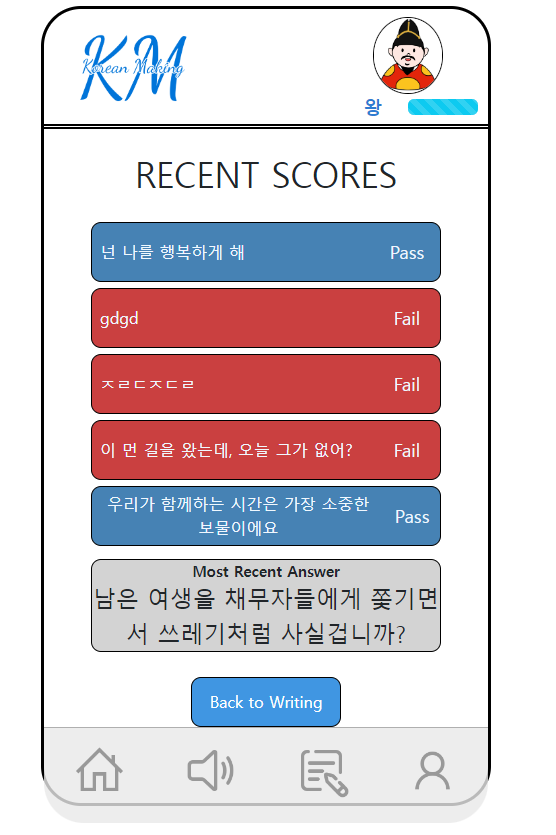 KM
Korean Making
왕
RECENT SCORES
넌 나를 행복하게 해 Pass
gdgd Fail
ㅈㄹㄷㅈㄷㄹ Fail
이 먼 길을 왔는데, 오늘 그가 없어? Fail
우리가 함께하는 시간은 가장 소중한
보물이에요 Pass
Most Recent Answer
남은 여생을 채무자들에게 쫓기면
서 쓰레기처럼 사실겁니까?
Back to Writing